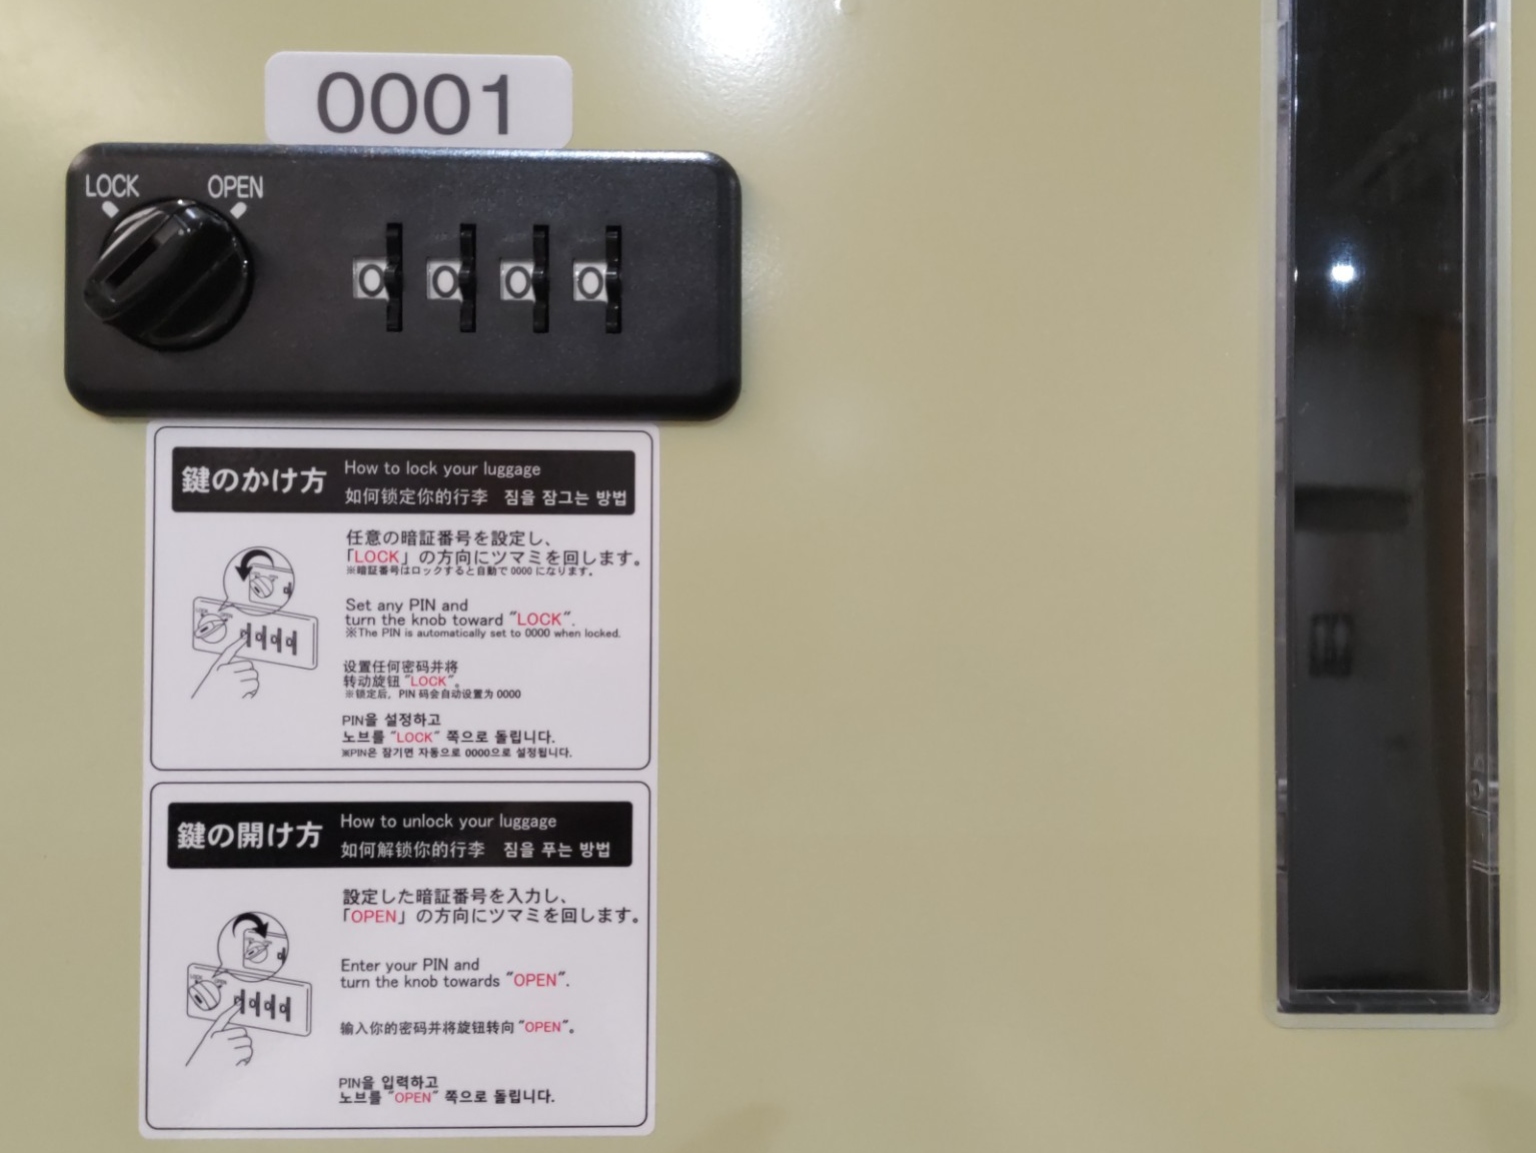 0001
LOCK OPEN
0 0 0 0
鍵のかけ方
How to lock your luggage
如何锁定你的行李 짐을 잠그는 방법
任意の暗証番号を設定し、
「LOCK」の方向にツマミを回します。
※暗証番号はロックすると自動で0000になります。
Set any PIN and
turn the knob toward "LOCK".
※The PIN is automatically set to 0000 when locked.
设置任何密码并将
转动旋钮"LOCK"。
※锁定后，PIN 码会自动设置为 0000
PIN을 설정하고
노브를 "LOCK" 쪽으로 돌립니다.
※PIN은 잠기면 자동으로 0000으로 설정됩니다.
鍵の開け方
How to unlock your luggage
如何解锁你的行李 짐을 푸는 방법
設定した暗証番号を入力し、
「OPEN」の方向にツマミを回します。
Enter your PIN and
turn the knob towards "OPEN".
输入你的密码并将旋钮转向"OPEN"。
PIN을 입력하고
노브를 "OPEN" 쪽으로 돌립니다.